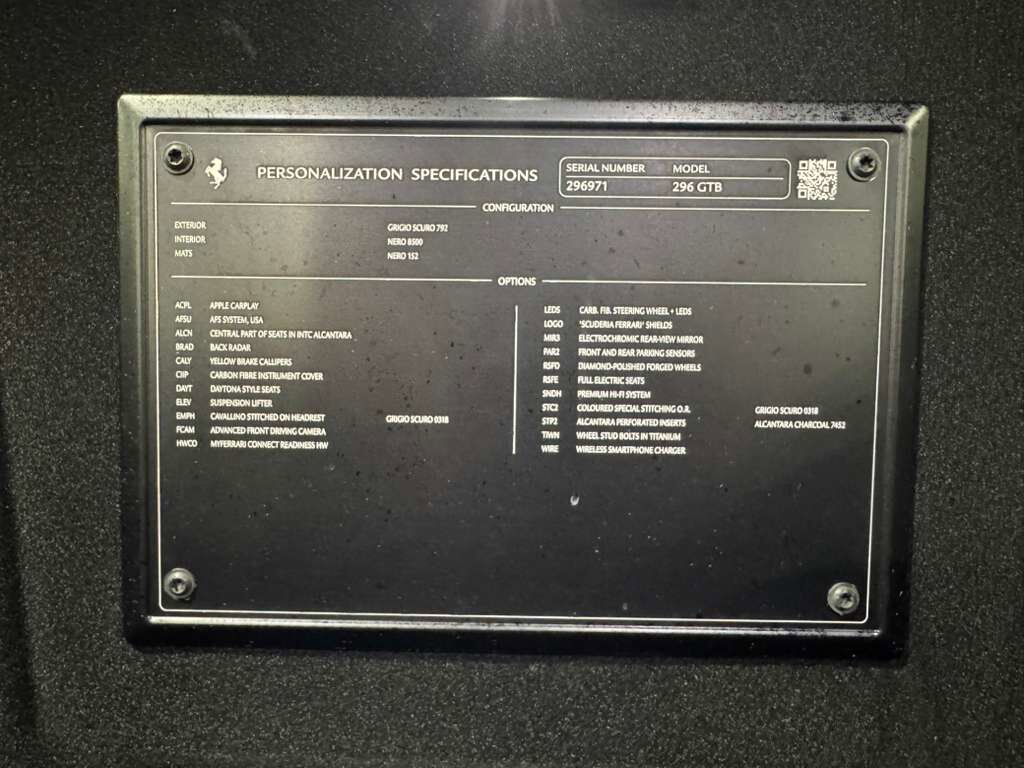 PERSONALIZATION SPECIFICATIONS
SERIAL NUMBER MODEL
296971 296 GTB
CONFIGURATION
EXTERIOR GRIGIO SCURO 792
INTERIOR NERO 8500
MATS NERO 152
OPTIONS
ACPL APPLE CARPLAY
AFSU AFS SYSTEM, USA
ALCN CENTRAL PART OF SEATS IN INTC ALCANTARA
BRAD BACK RADAR
CALY YELLOW BRAKE CALLIPERS
CIIP CARBON FIBRE INSTRUMENT COVER
DAYT DAYTONA STYLE SEATS
ELEV SUSPENSION LIFTER
EMPH CAVALLINO STITCHED ON HEADREST GRIGIO SCURO 0318
FCAM ADVANCED FRONT DRIVING CAMERA
HWCO MYFERRARI CONNECT READINESS HW
LEDS CARB. FIB. STEERING WHEEL + LEDS
LOGO 'SCUDERIA FERRARI' SHIELDS
MIR3 ELECTROCHROMIC REAR-VIEW MIRROR
PAR2 FRONT AND REAR PARKING SENSORS
RSFD DIAMOND-POLISHED FORGED WHEELS
RSFE FULL ELECTRIC SEATS
SNDH PREMIUM HI-FI SYSTEM
STC2 COLOURED SPECIAL STITCHING O.R. GRIGIO SCURO 0318
STP2 ALCANTARA PERFORATED INSERTS ALCANTARA CHARCOAL 7452
TIWN WHEEL STUD BOLTS IN TITANIUM
WIRE WIRELESS SMARTPHONE CHARGER